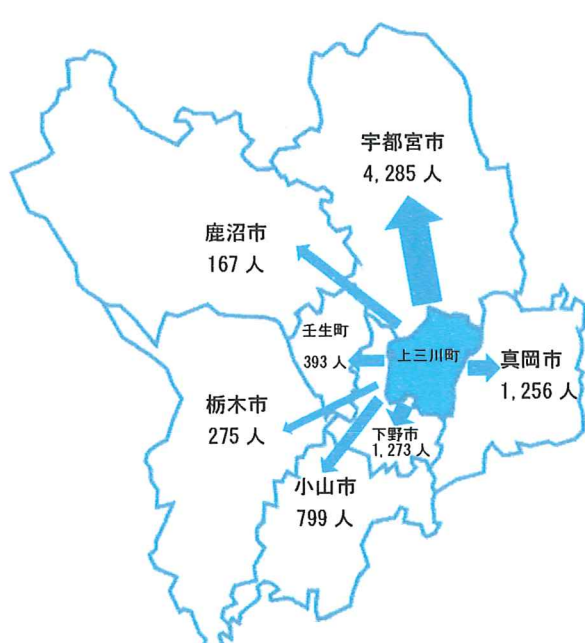 宇都宮市
4,285 人
鹿沼市
167 人
壬生町
393 人
上三川町
真岡市
1,256 人
栃木市
275 人
下野市
1,273 人
小山市
799 人